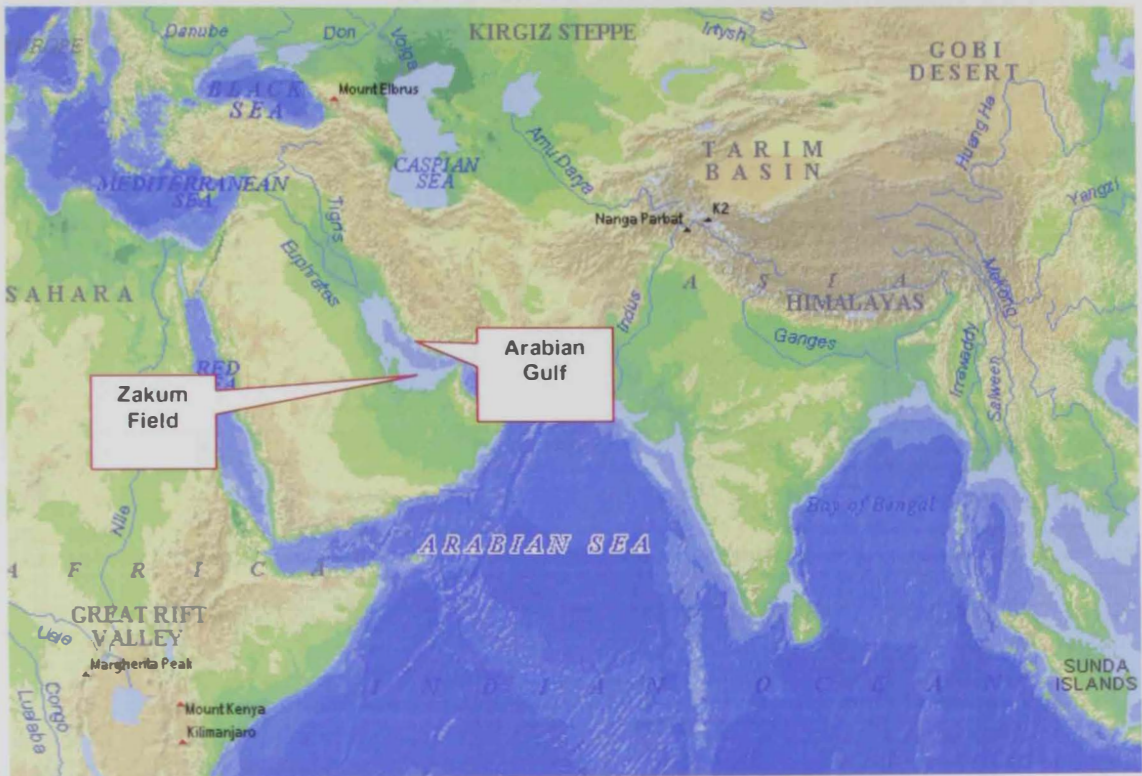 Danube
Don
Volga
KIRGIZ STEPPE
Irtysh
GOBI
DESERT
BLACK
SEA
Mount Elbrus
Huang Ha
CASPIAN
SEA
Amu Darya
TARIM
BASIN
MEDITERRANEAN
SEA
Tigris
Nanga Parbat
K2
Yangzi
Euphrates
SAHARA
Indus
A S I A
HIMALAYAS
Mekong
Ganges
Irrawaddy
Salween
RED
SEA
Arabian
Gulf
Zakum
Field
Nile
Bay of Bengal
ARABIAN SEA
A F R I C A
GREAT RIFT
VALLEY
Uele
Margherita Peak
Congo
Lualaba
Mount Kenya
Kilimanjaro
I N D I A N O C E A N
SUNDA
ISLANDS